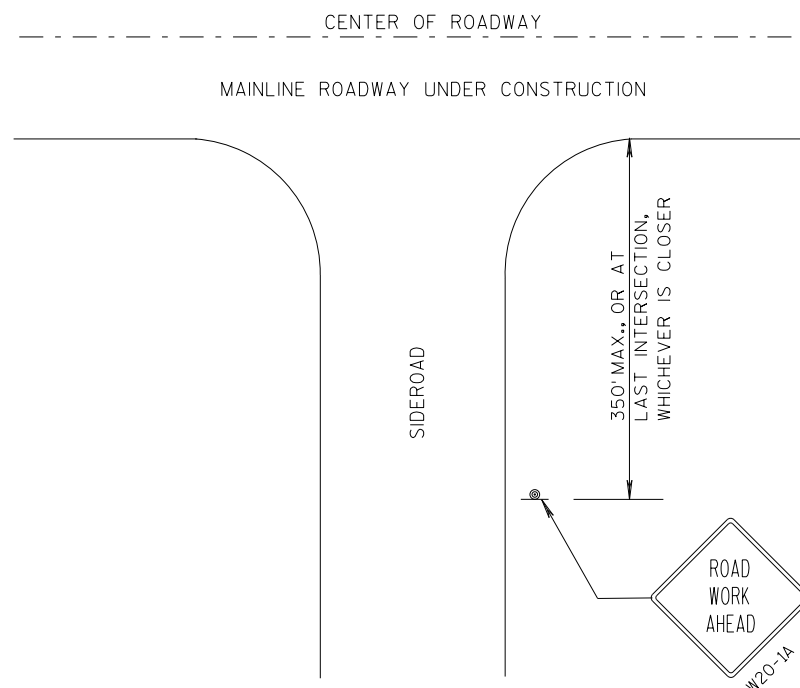 CENTER OF ROADWAY
MAINLINE ROADWAY UNDER CONSTRUCTION
SIDEROAD
350' MAX., OR AT
LAST INTERSECTION,
WHICHEVER IS CLOSER
ROAD
WORK
AHEAD
W20-1A